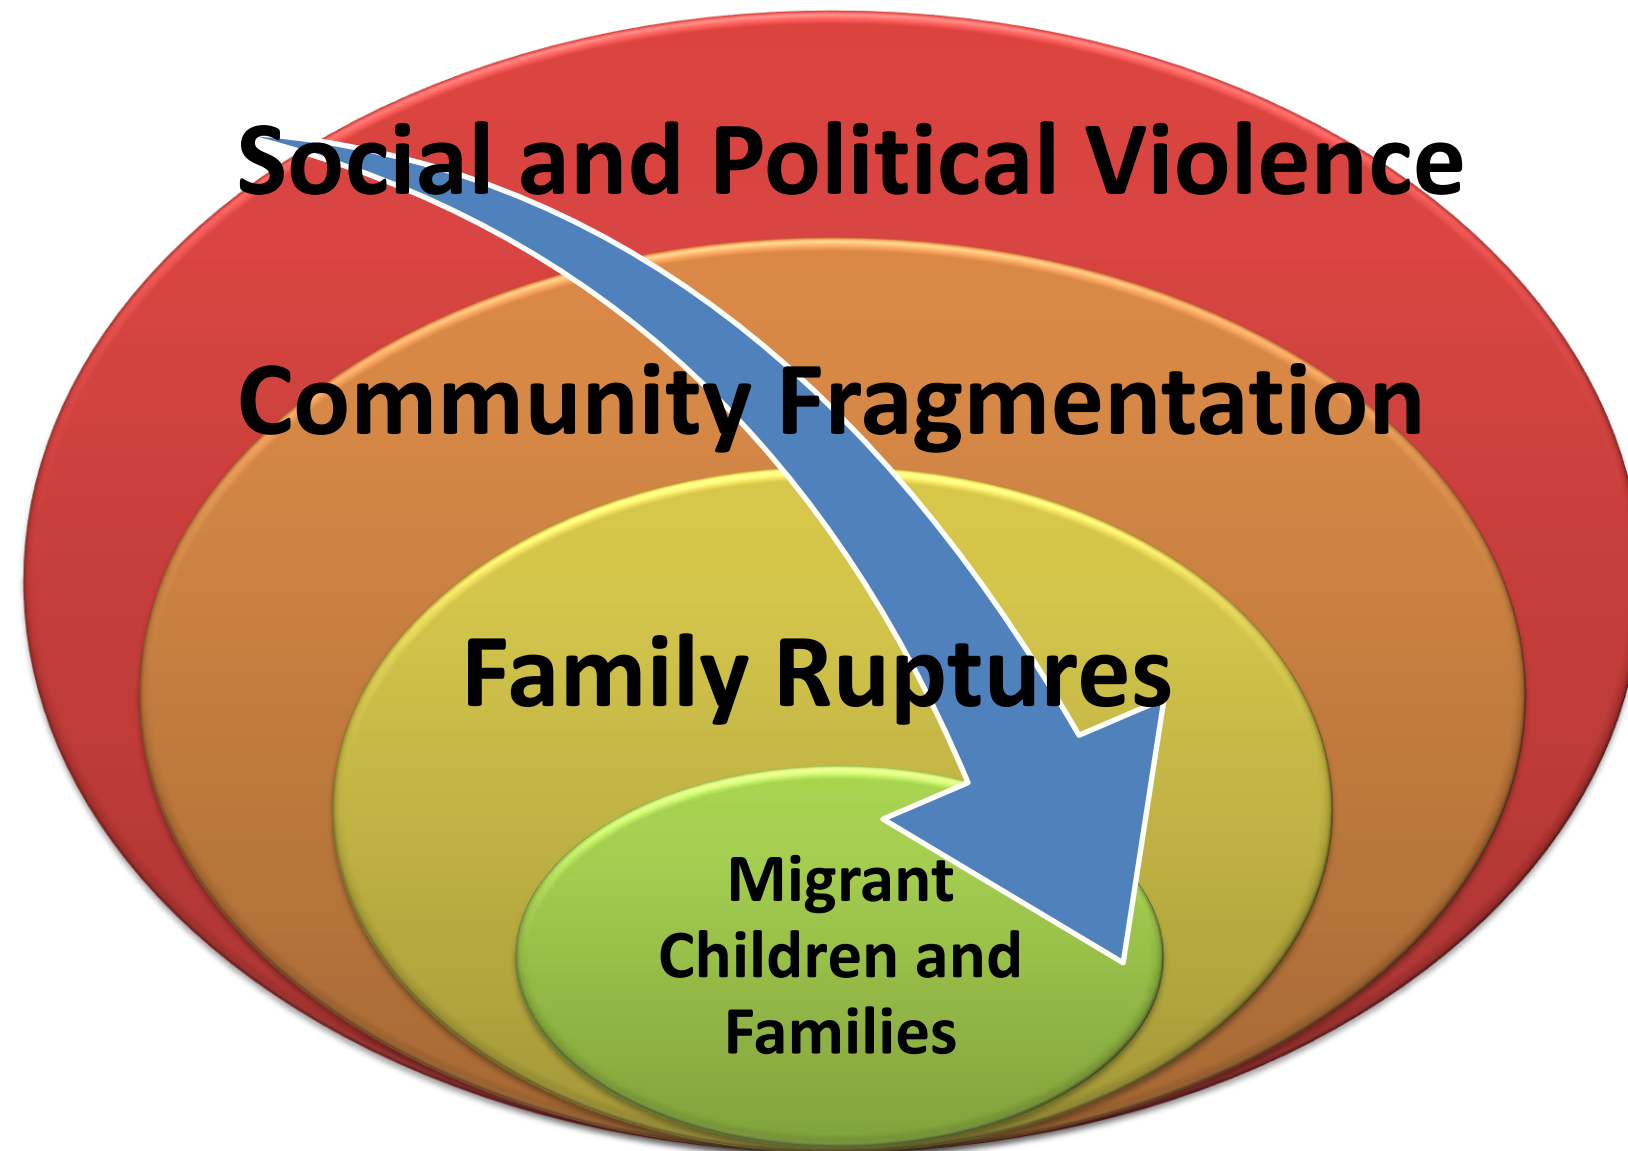 Social and Political Violence
Community Fragmentation
Family Ruptures
Migrant
Children and
Families